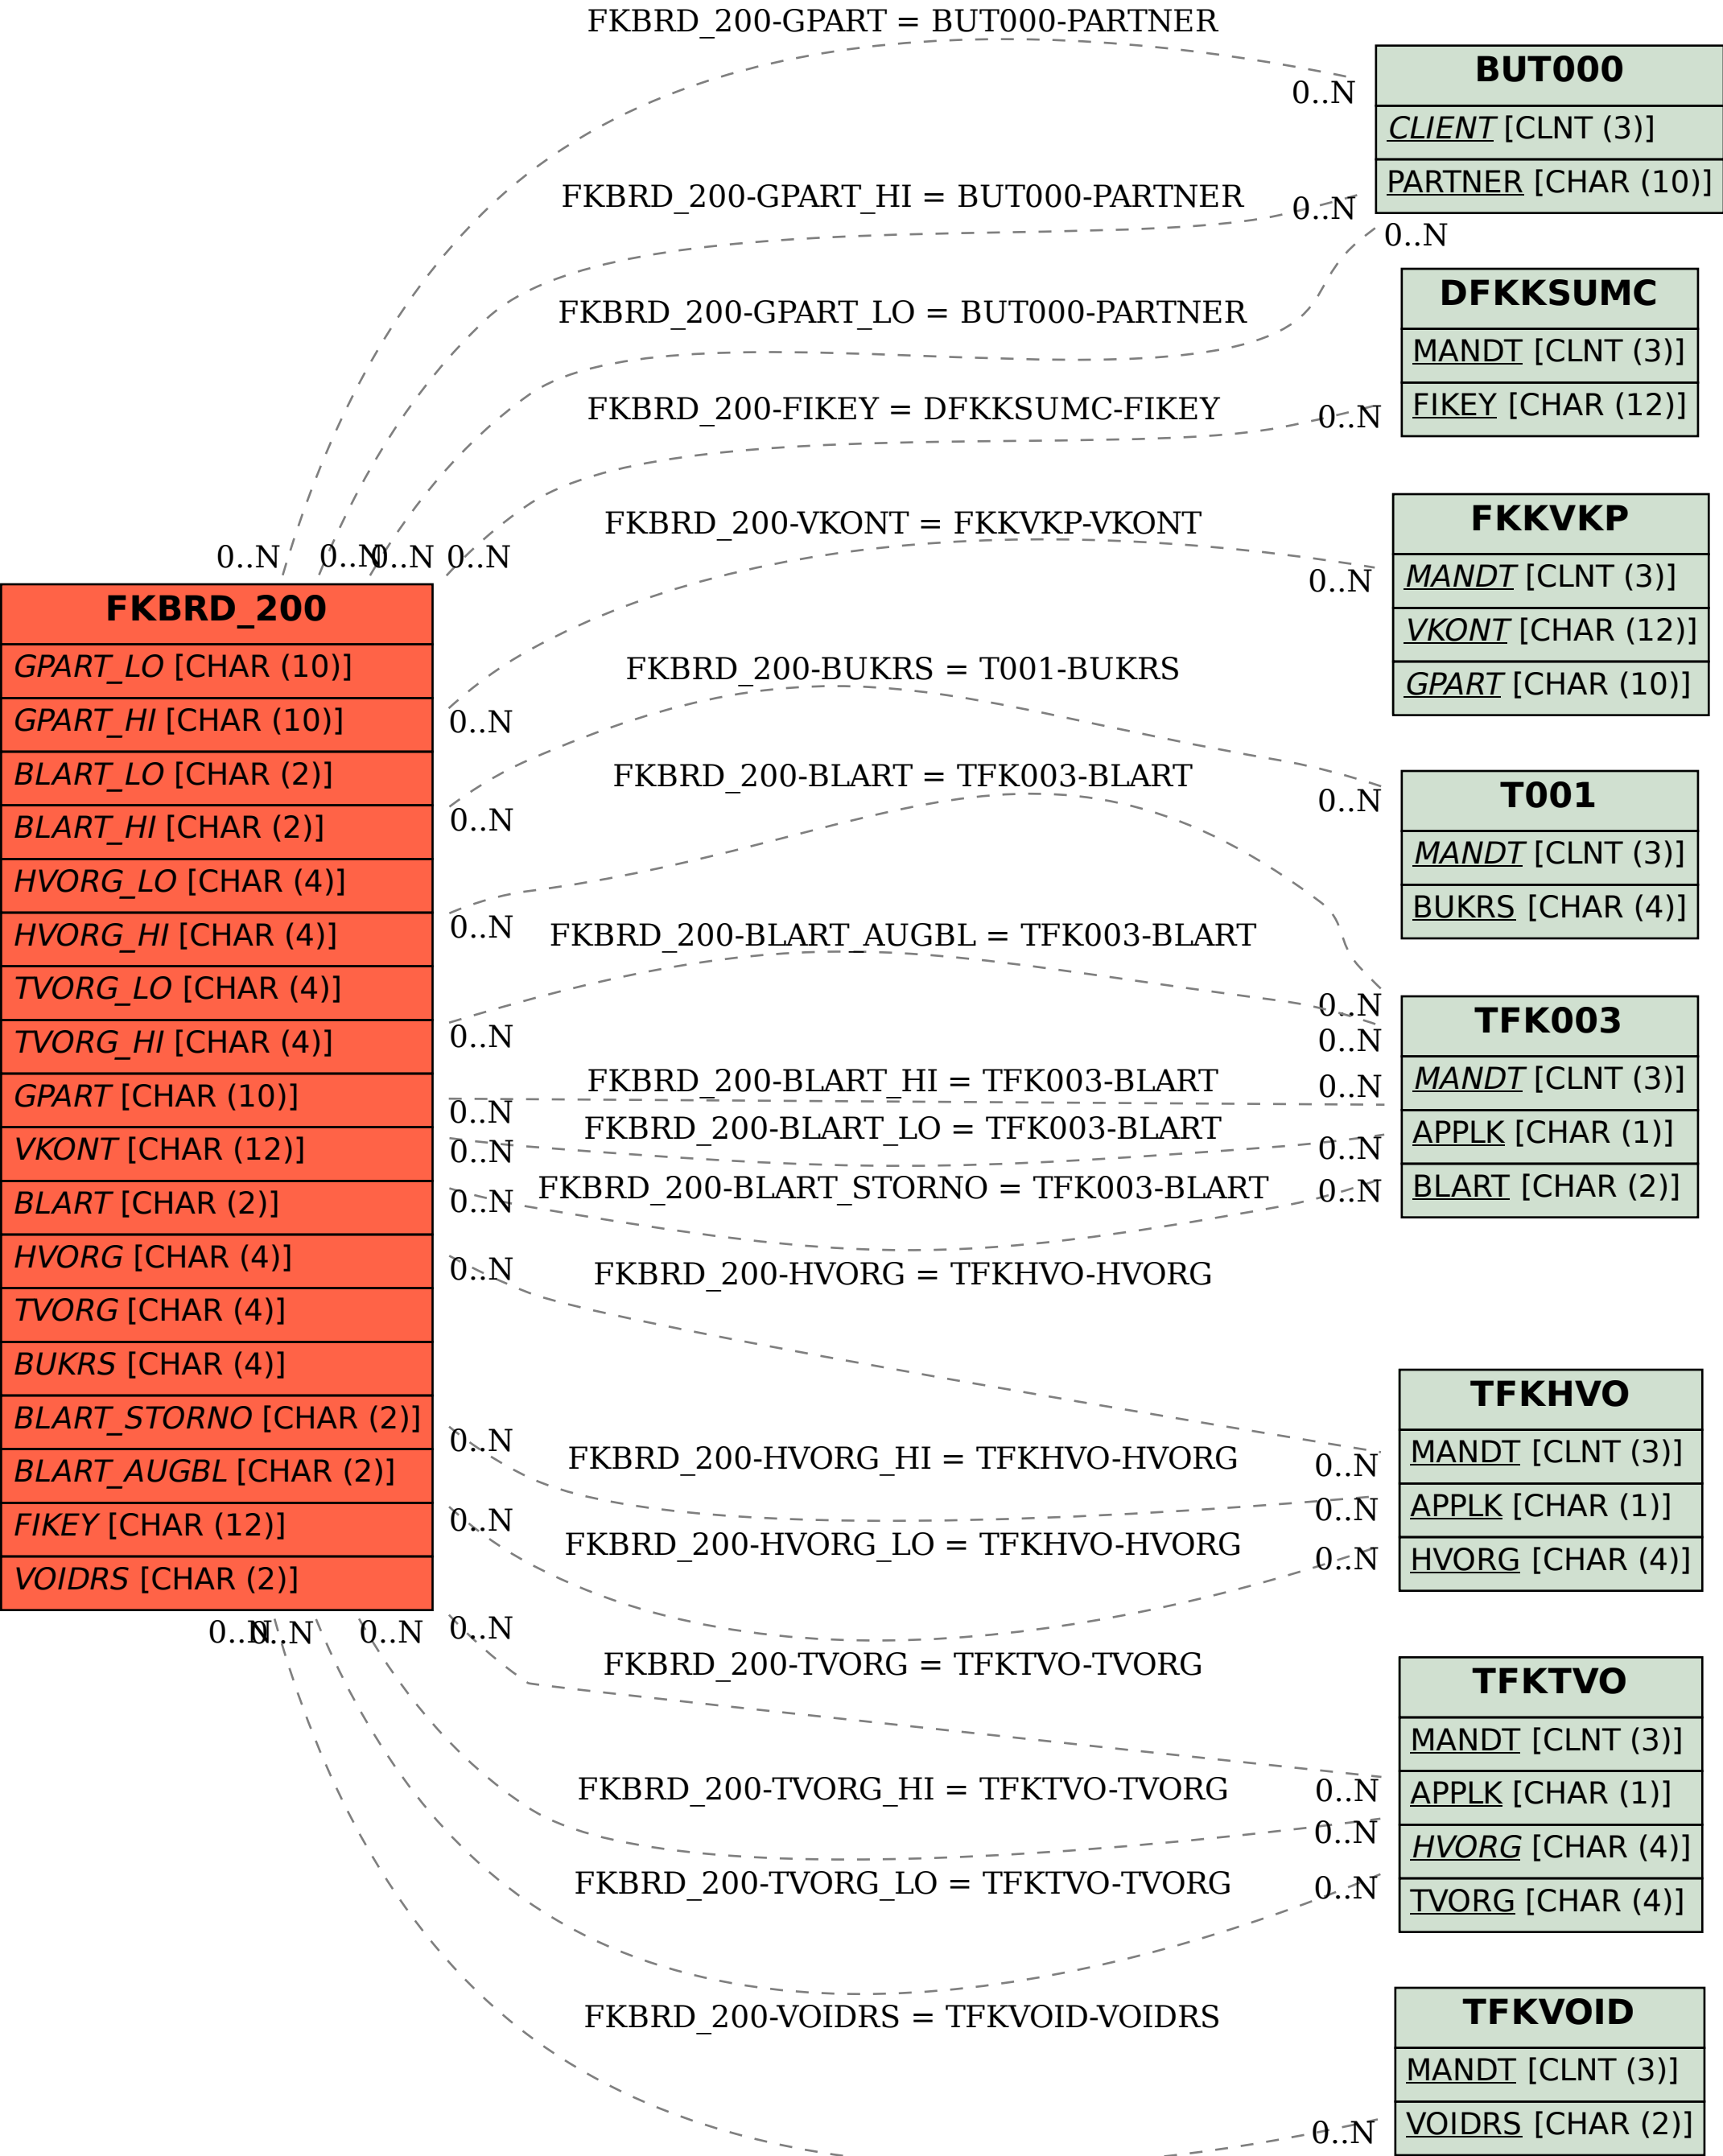 FKBRD_200-GPART = BUT000-PARTNER
0..N
BUT000
CLIENT [CLNT (3)]
PARTNER [CHAR (10)]
FKBRD_200-GPART_HI = BUT000-PARTNER
0..N
0..N
FKBRD_200-GPART_LO = BUT000-PARTNER
DFKKSUMC
MANDT [CLNT (3)]
FIKEY [CHAR (12)]
FKBRD_200-FIKEY = DFKKSUMC-FIKEY
0..N
FKBRD_200-VKONT = FKKVKP-VKONT
0..N
FKKVKP
MANDT [CLNT (3)]
VKONT [CHAR (12)]
GPART [CHAR (10)]
0..N
0..N
0..N
0..N
FKBRD_200
GPART_LO [CHAR (10)]
GPART_HI [CHAR (10)]
BLART_LO [CHAR (2)]
BLART_HI [CHAR (2)]
HVORG_LO [CHAR (4)]
HVORG_HI [CHAR (4)]
TVORG_LO [CHAR (4)]
TVORG_HI [CHAR (4)]
GPART [CHAR (10)]
VKONT [CHAR (12)]
BLART [CHAR (2)]
HVORG [CHAR (4)]
TVORG [CHAR (4)]
BUKRS [CHAR (4)]
BLART_STORNO [CHAR (2)]
BLART_AUGBL [CHAR (2)]
FIKEY [CHAR (12)]
VOIDRS [CHAR (2)]
0..N
FKBRD_200-BUKRS = T001-BUKRS
0..N
0..N
T001
MANDT [CLNT (3)]
BUKRS [CHAR (4)]
FKBRD_200-BLART = TFK003-BLART
0..N
0..N
FKBRD_200-BLART_AUGBL = TFK003-BLART
0..N
0..N
TFK003
MANDT [CLNT (3)]
APPLK [CHAR (1)]
BLART [CHAR (2)]
FKBRD_200-BLART_HI = TFK003-BLART
0..N
0..N
FKBRD_200-BLART_LO = TFK003-BLART
0..N
0..N
FKBRD_200-BLART_STORNO = TFK003-BLART
0..N
0..N
FKBRD_200-HVORG = TFKHVO-HVORG
0..N
0..N
TFKHVO
MANDT [CLNT (3)]
APPLK [CHAR (1)]
HVORG [CHAR (4)]
FKBRD_200-HVORG_HI = TFKHVO-HVORG
0..N
0..N
FKBRD_200-HVORG_LO = TFKHVO-HVORG
0..N
0..N
0..N
0..N
0..N
0..N
FKBRD_200-TVORG = TFKTVO-TVORG
0..N
TFKTVO
MANDT [CLNT (3)]
APPLK [CHAR (1)]
HVORG [CHAR (4)]
TVORG [CHAR (4)]
FKBRD_200-TVORG_HI = TFKTVO-TVORG
0..N
FKBRD_200-TVORG_LO = TFKTVO-TVORG
0..N
FKBRD_200-VOIDRS = TFKVOID-VOIDRS
0..N
TFKVOID
MANDT [CLNT (3)]
VOIDRS [CHAR (2)]